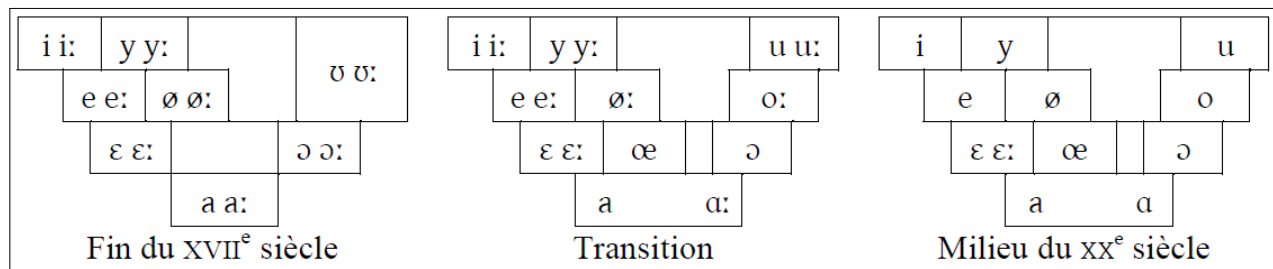 i iː y yː ʊ ʊː i iː y yː u uː i y u
e eː ø øː e eː øː oː e ø o
ɛ ɛː ɔ ɔː ɛ ɛː œ ɔ ɛ ɛː œ ɔ
a aː a ɑː a ɑ
Fin du XVIIe siècle Transition Milieu du XXe siècle